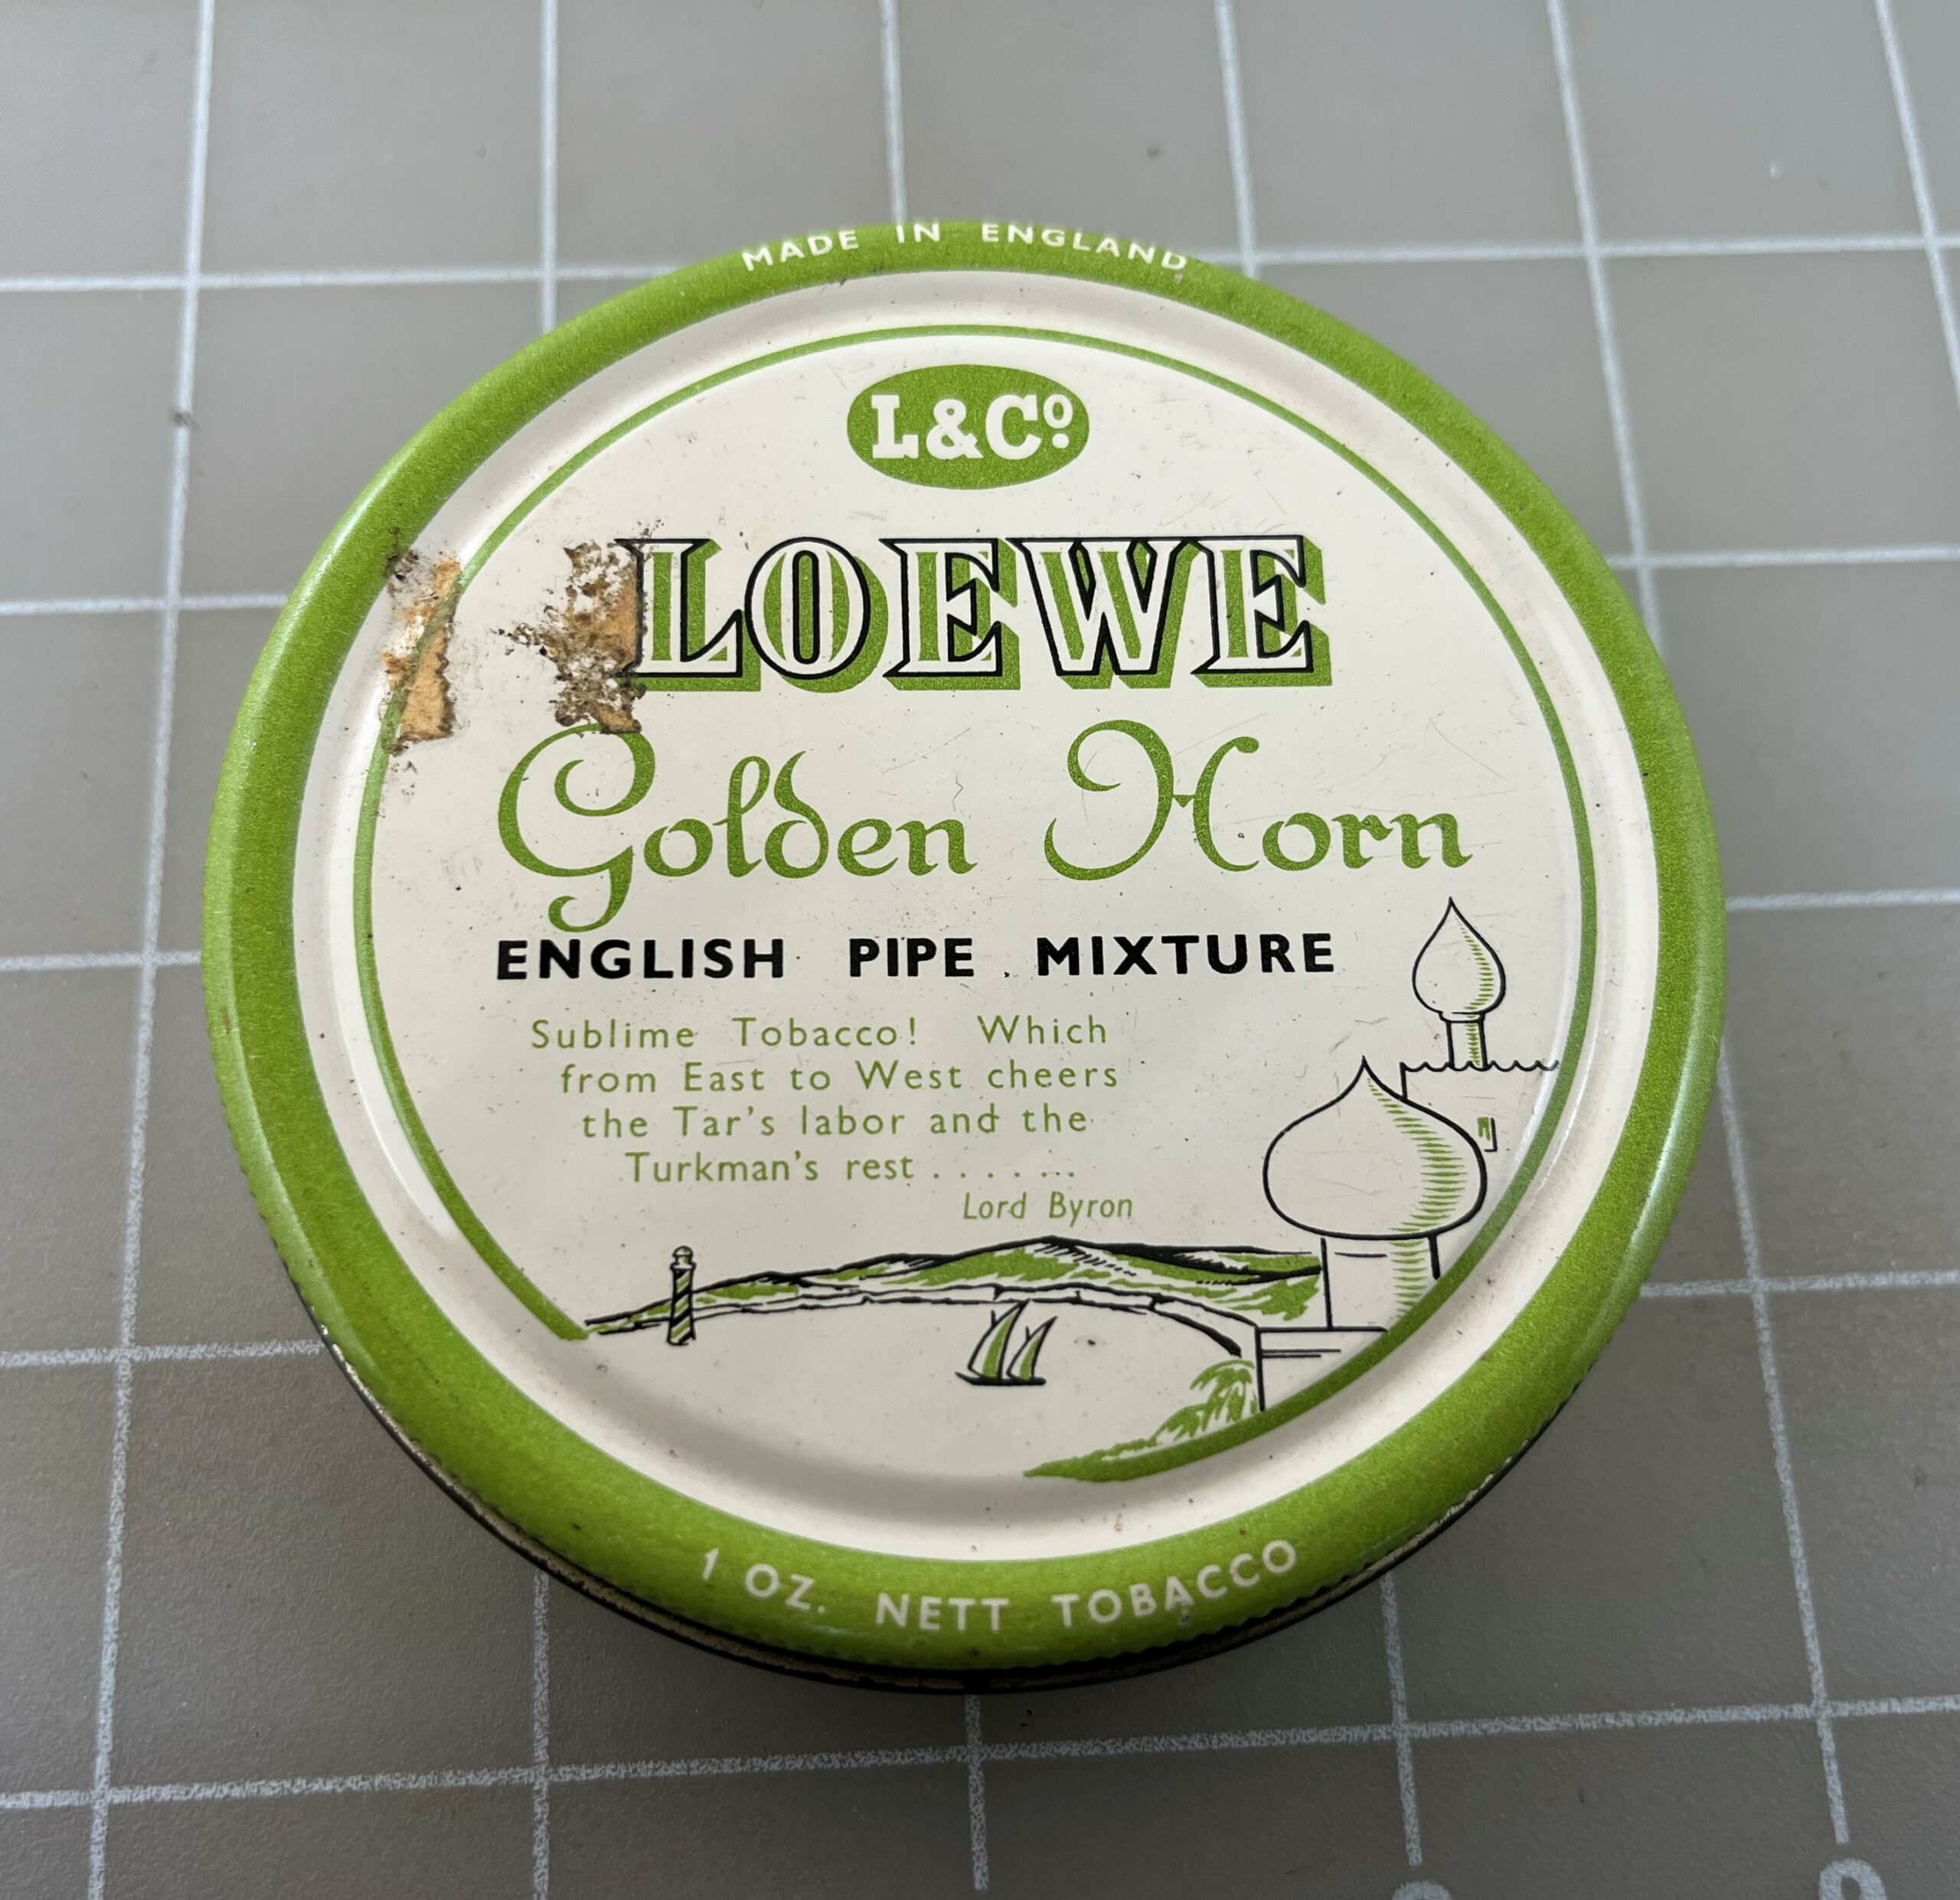 MADE IN ENGLAND
L&Cº.
LOEWE
Golden Horn
ENGLISH PIPE MIXTURE
Sublime Tobacco! Which
from East to West cheers
the Tar's labor and the
Turkman's rest . . . . . ...
Lord Byron
1 OZ. NETT TOBACCO